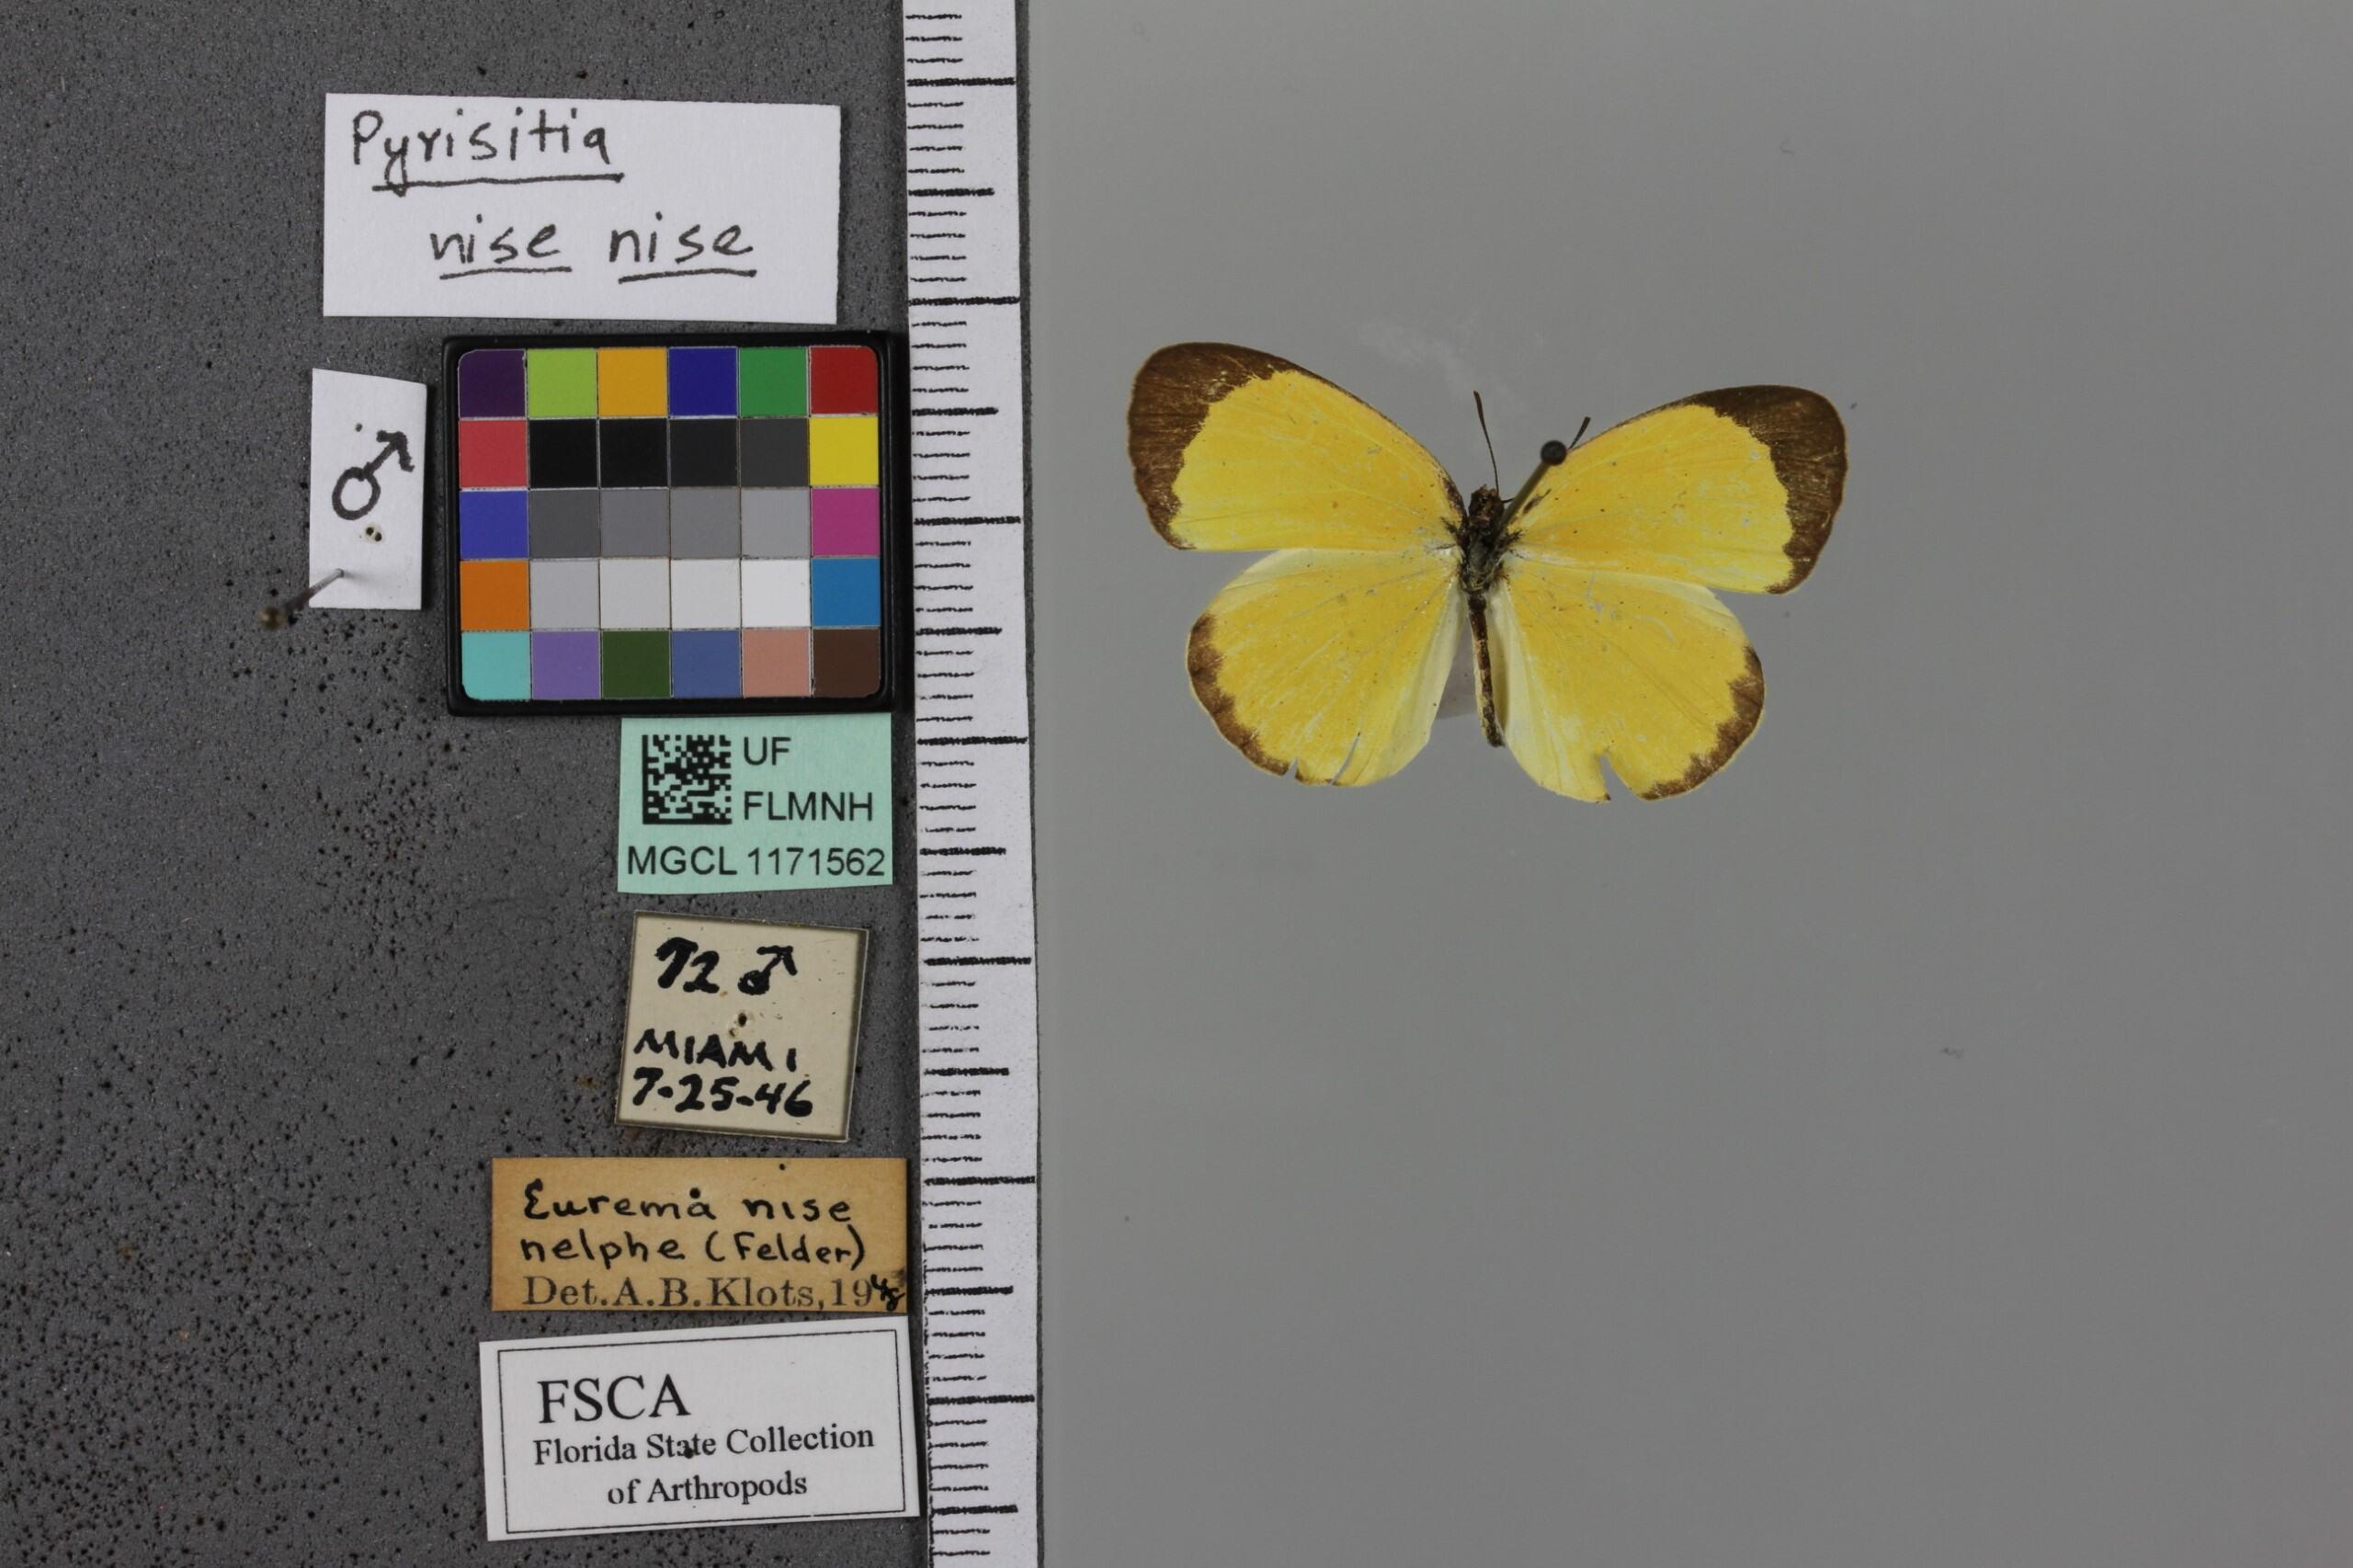 Pyrisitia
nise nise
♂
UF
FLMNH
MGCL 1171562
72 ♂
MIAMI
7-25-46
Eurema nise
nelphe (Felder)
Det. A. B. Klots, 1948
FSCA
Florida State Collection
of Arthropods